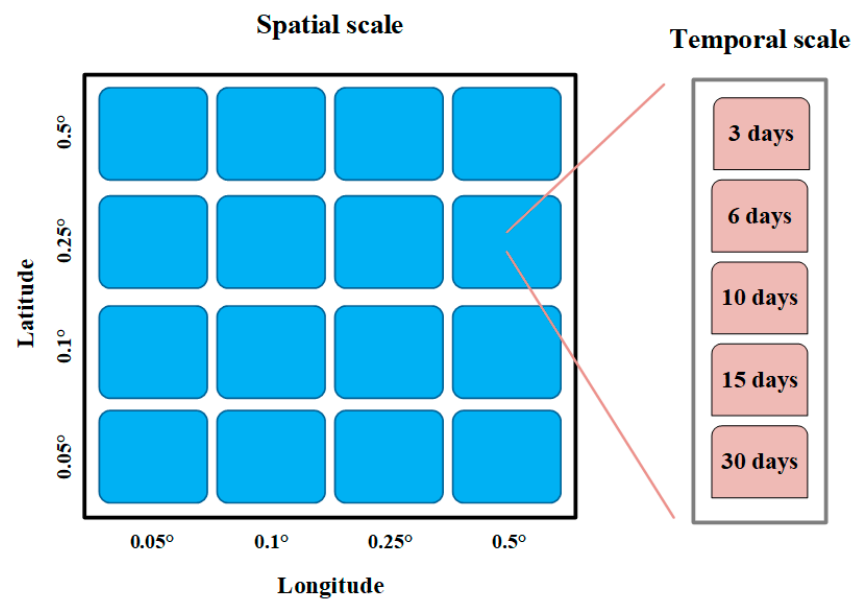 Spatial scale
Temporal scale
Latitude
0.5°
0.25°
0.1°
0.05°
0.05° 0.1° 0.25° 0.5°
Longitude
3 days
6 days
10 days
15 days
30 days